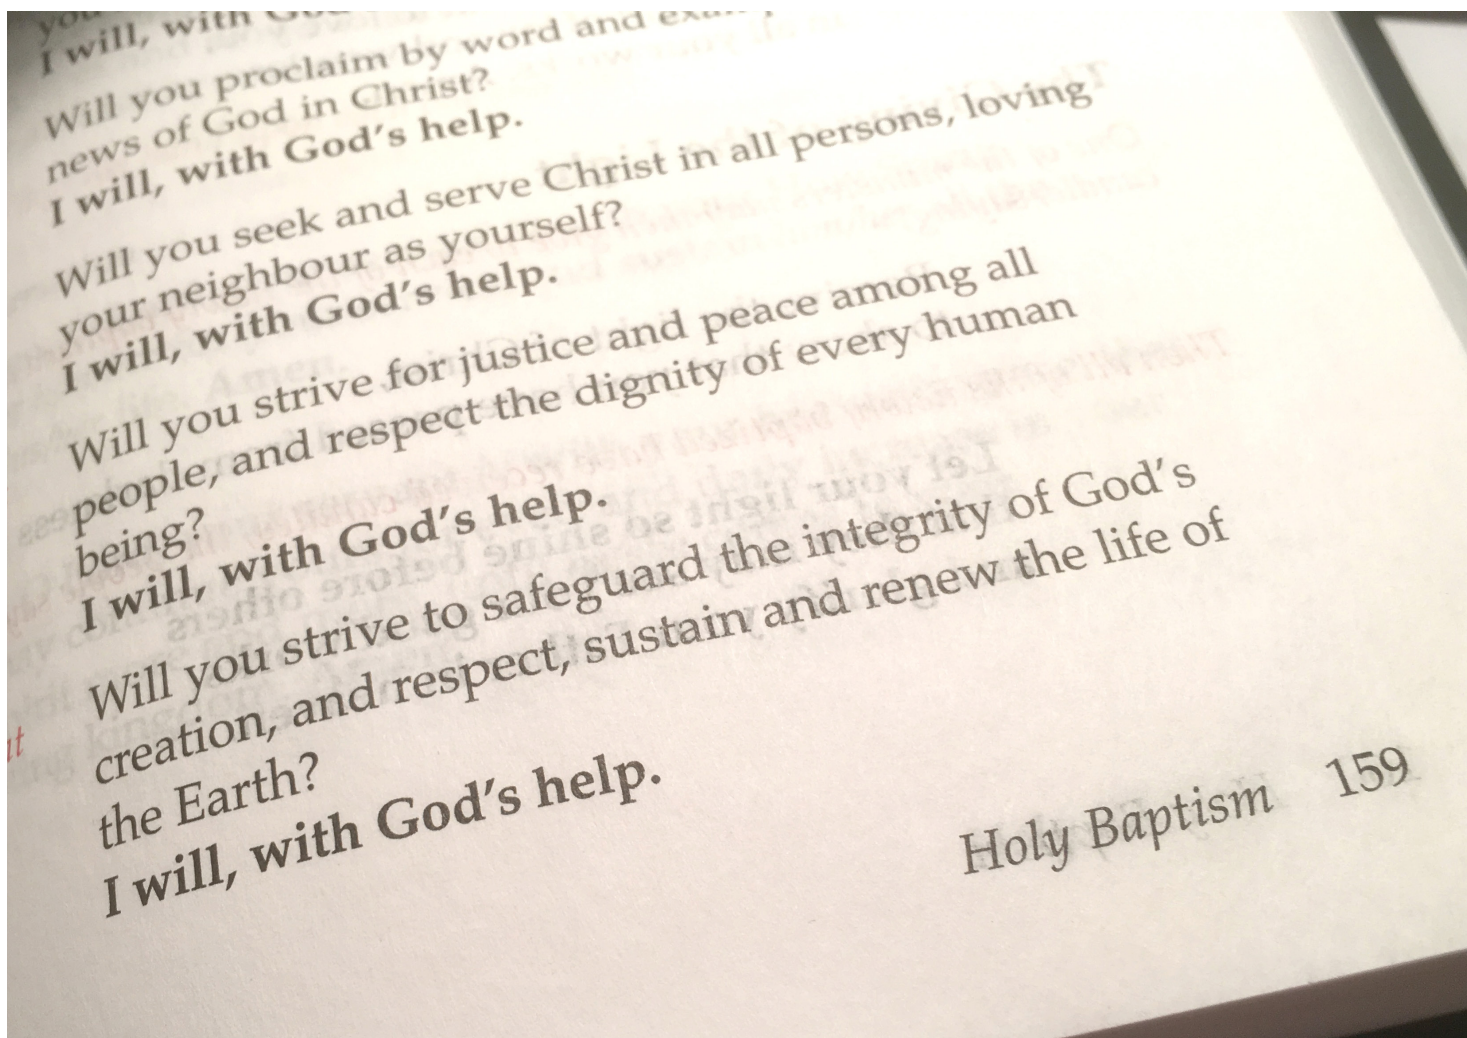 you
I will, with God
Will you proclaim by word and
news of God in Christ?
I will, with God's help.
Will you seek and serve Christ in all persons, loving
your neighbour as yourself?
I will, with God's help.
Will you strive for justice and peace among all
people, and respect the dignity of every human
being?
I will, with God's help.
Will you strive to safeguard the integrity of God's
creation, and respect, sustain and renew the life of
the Earth?
I will, with God's help.
Holy Baptism 159